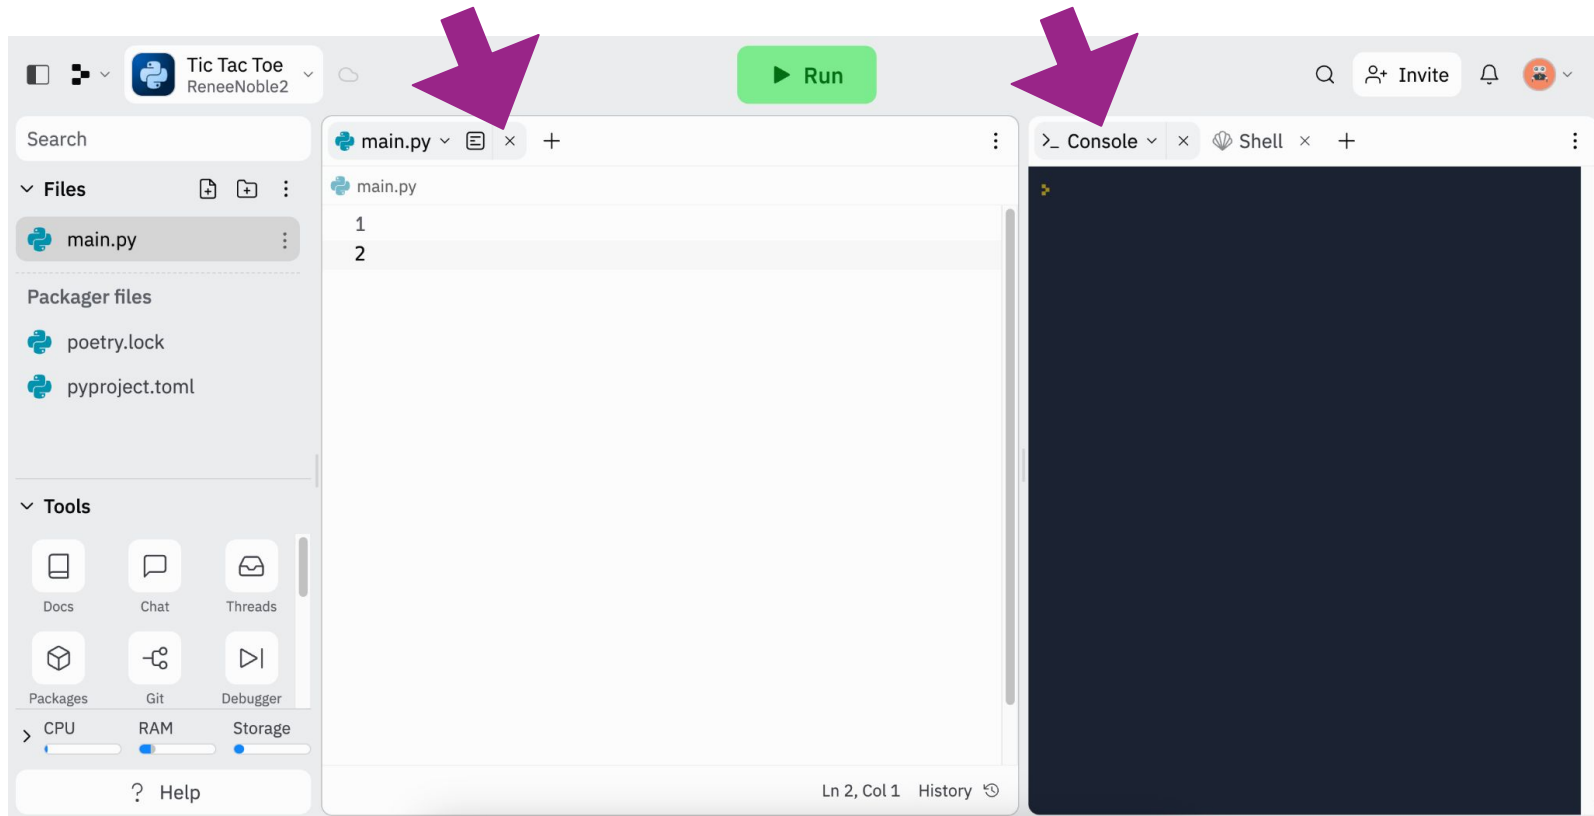 Tic Tac Toe
ReneeNoble2
Run
Invite
Search
Files
main.py
Packager files
poetry.lock
pyproject.toml
Tools
Docs Chat Threads
Packages Git Debugger
CPU RAM Storage
? Help
main.py
main.py
1
2
Ln 2, Col 1 History
>_ Console Shell